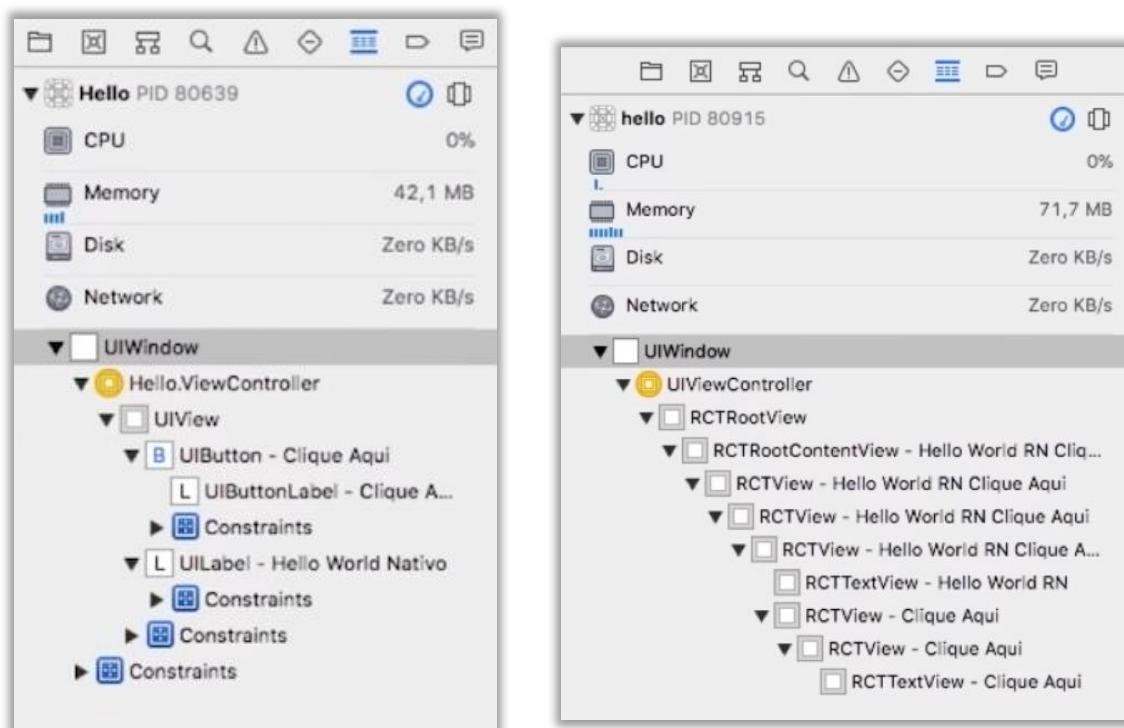 Hello PID 80639
CPU 0%
Memory 42,1 MB
Disk Zero KB/s
Network Zero KB/s
UIWindow
Hello.ViewController
UIView
B UIButton - Clique Aqui
L UIButtonLabel - Clique A...
Constraints
L UILabel - Hello World Nativo
Constraints
Constraints
Constraints
hello PID 80915
CPU 0%
Memory 71,7 MB
Disk Zero KB/s
Network Zero KB/s
UIWindow
UIViewController
RCTRootView
RCTRootContentView - Hello World RN Cliq...
RCTView - Hello World RN Clique Aqui
RCTView - Hello World RN Clique Aqui
RCTView - Hello World RN Clique A...
RCTTextView - Hello World RN
RCTView - Clique Aqui
RCTView - Clique Aqui
RCTTextView - Clique Aqui